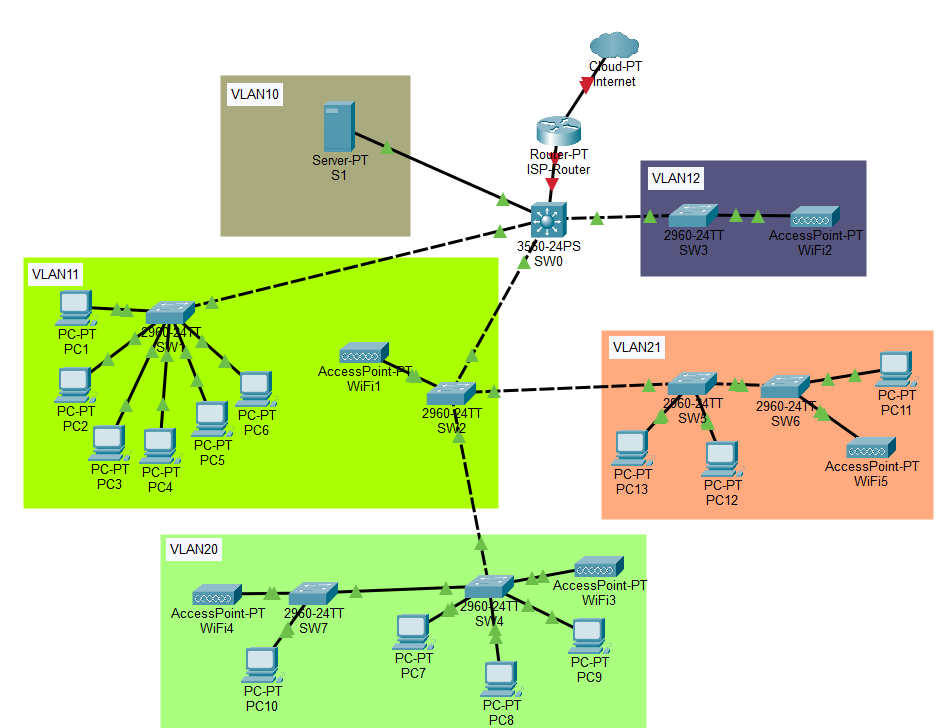 Cloud-PT
Internet
VLAN10
Server-PT
S1
Router-PT
ISP-Router
VLAN12
3560-24PS
SW0
2960-24TT
SW3
AccessPoint-PT
WiFi2
VLAN11
PC-PT
PC1
2960-24TT
SW1
PC-PT
PC2
PC-PT
PC3
PC-PT
PC4
PC-PT
PC5
PC-PT
PC6
AccessPoint-PT
WiFi1
2960-24TT
SW2
VLAN21
2960-24TT
SW5
2960-24TT
SW6
PC-PT
PC11
PC-PT
PC13
PC-PT
PC12
AccessPoint-PT
WiFi5
VLAN20
AccessPoint-PT
WiFi4
2960-24TT
SW7
2960-24TT
SW4
AccessPoint-PT
WiFi3
PC-PT
PC10
PC-PT
PC7
PC-PT
PC8
PC-PT
PC9